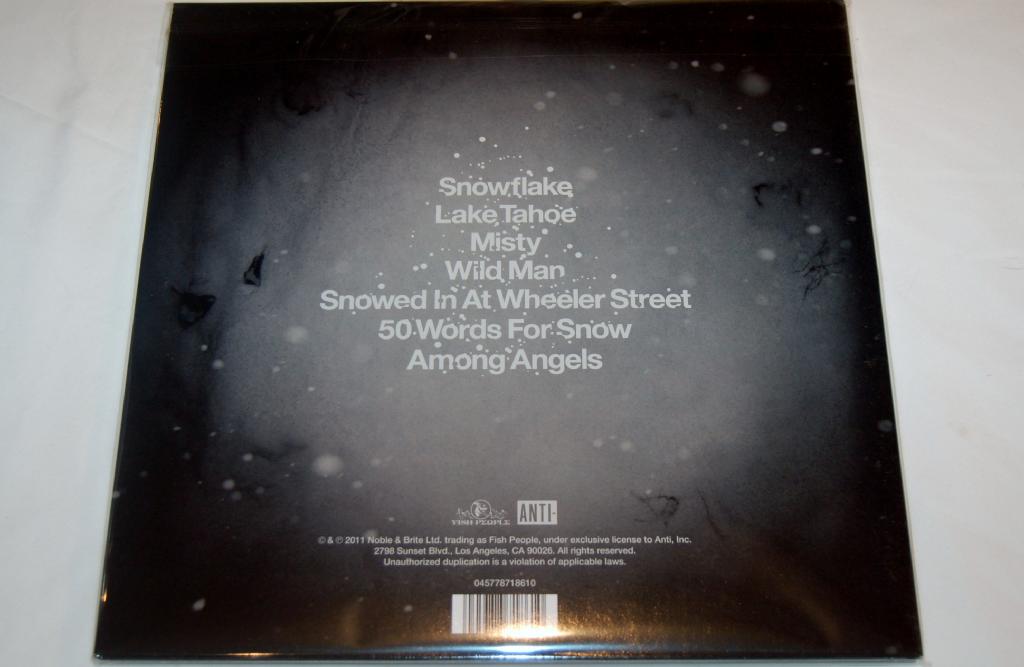 Snowflake
Lake Tahoe
Misty
Wild Man
Snowed In At Wheeler Street
50 Words For Snow
Among Angels
FISH PEOPLE ANTI-
© & ℗ 2011 Noble & Brite Ltd. trading as Fish People, under exclusive license to Anti, Inc.
2798 Sunset Blvd., Los Angeles, CA 90026. All rights reserved.
Unauthorized duplication is a violation of applicable laws.
045778718610